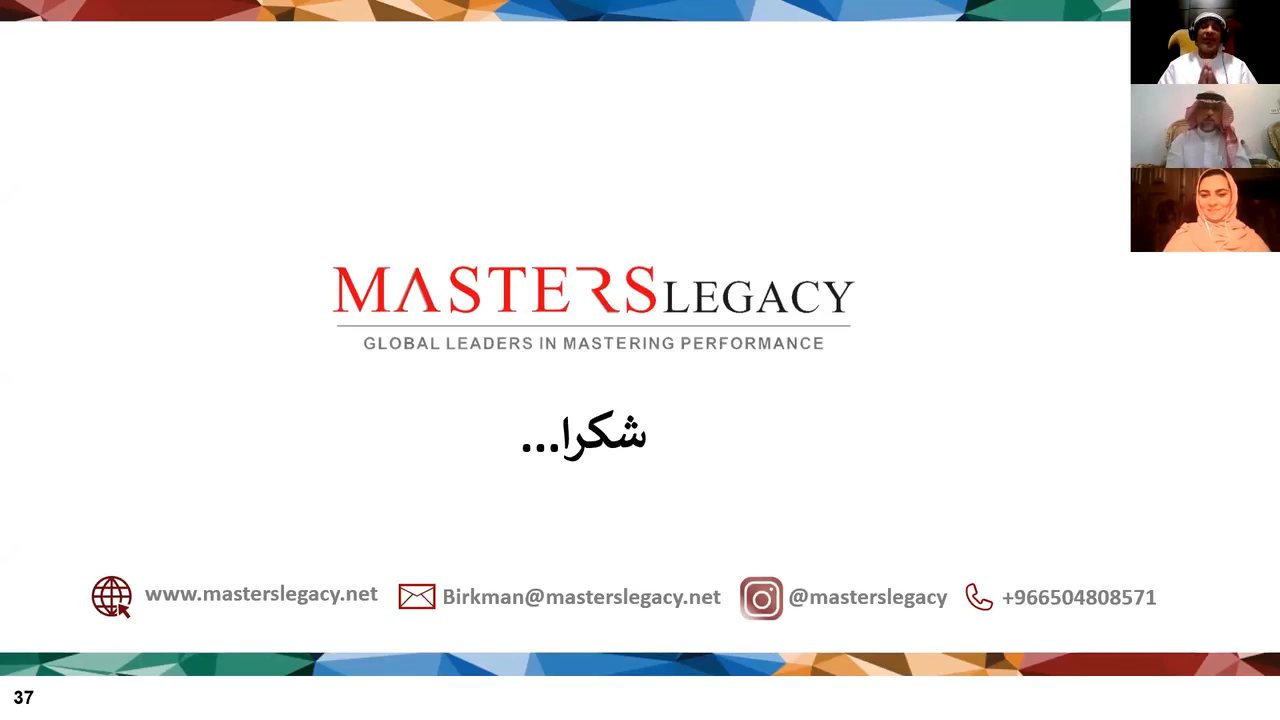 MASTERS LEGACY
GLOBAL LEADERS IN MASTERING PERFORMANCE
شكرا...
www.masterslegacy.net Birkman@masterslegacy.net @masterslegacy +966504808571
37